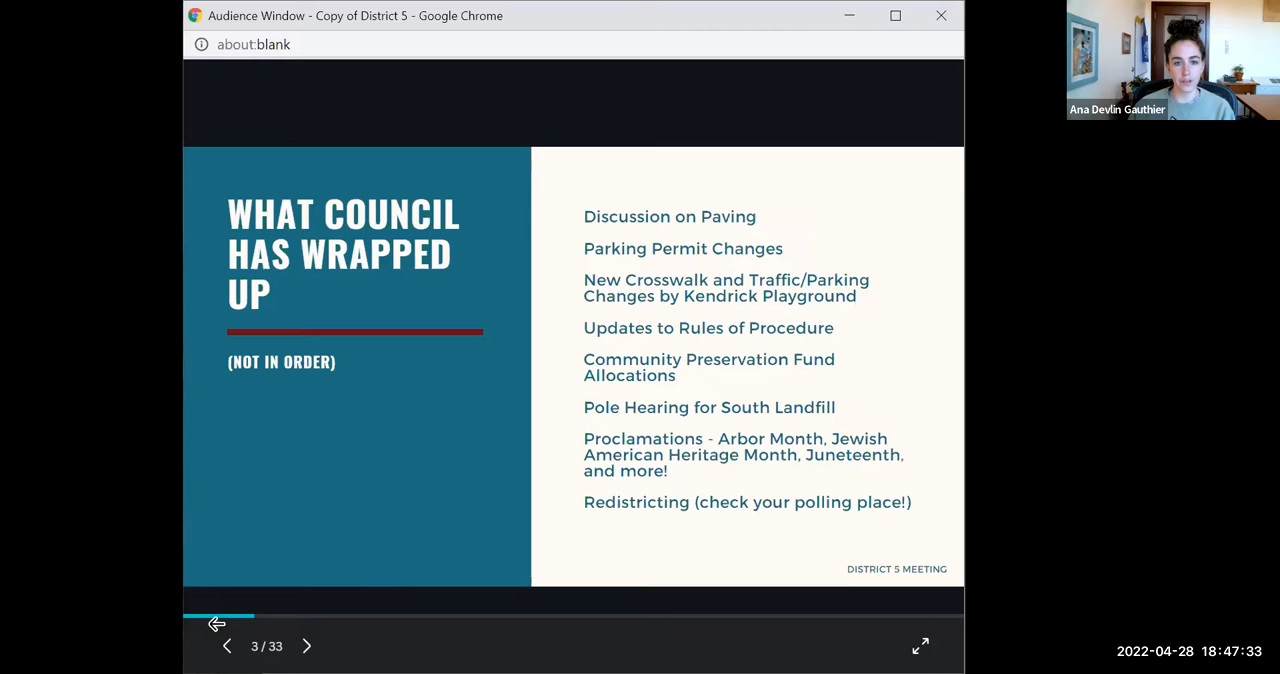 Audience Window - Copy of District 5 - Google Chrome
about:blank
Ana Devlin Gauthier
WHAT COUNCIL
HAS WRAPPED
UP
(NOT IN ORDER)
Discussion on Paving
Parking Permit Changes
New Crosswalk and Traffic/Parking
Changes by Kendrick Playground
Updates to Rules of Procedure
Community Preservation Fund
Allocations
Pole Hearing for South Landfill
Proclamations - Arbor Month, Jewish
American Heritage Month, Juneteenth,
and more!
Redistricting (check your polling place!)
DISTRICT 5 MEETING
3 / 33
2022-04-28 18:47:33